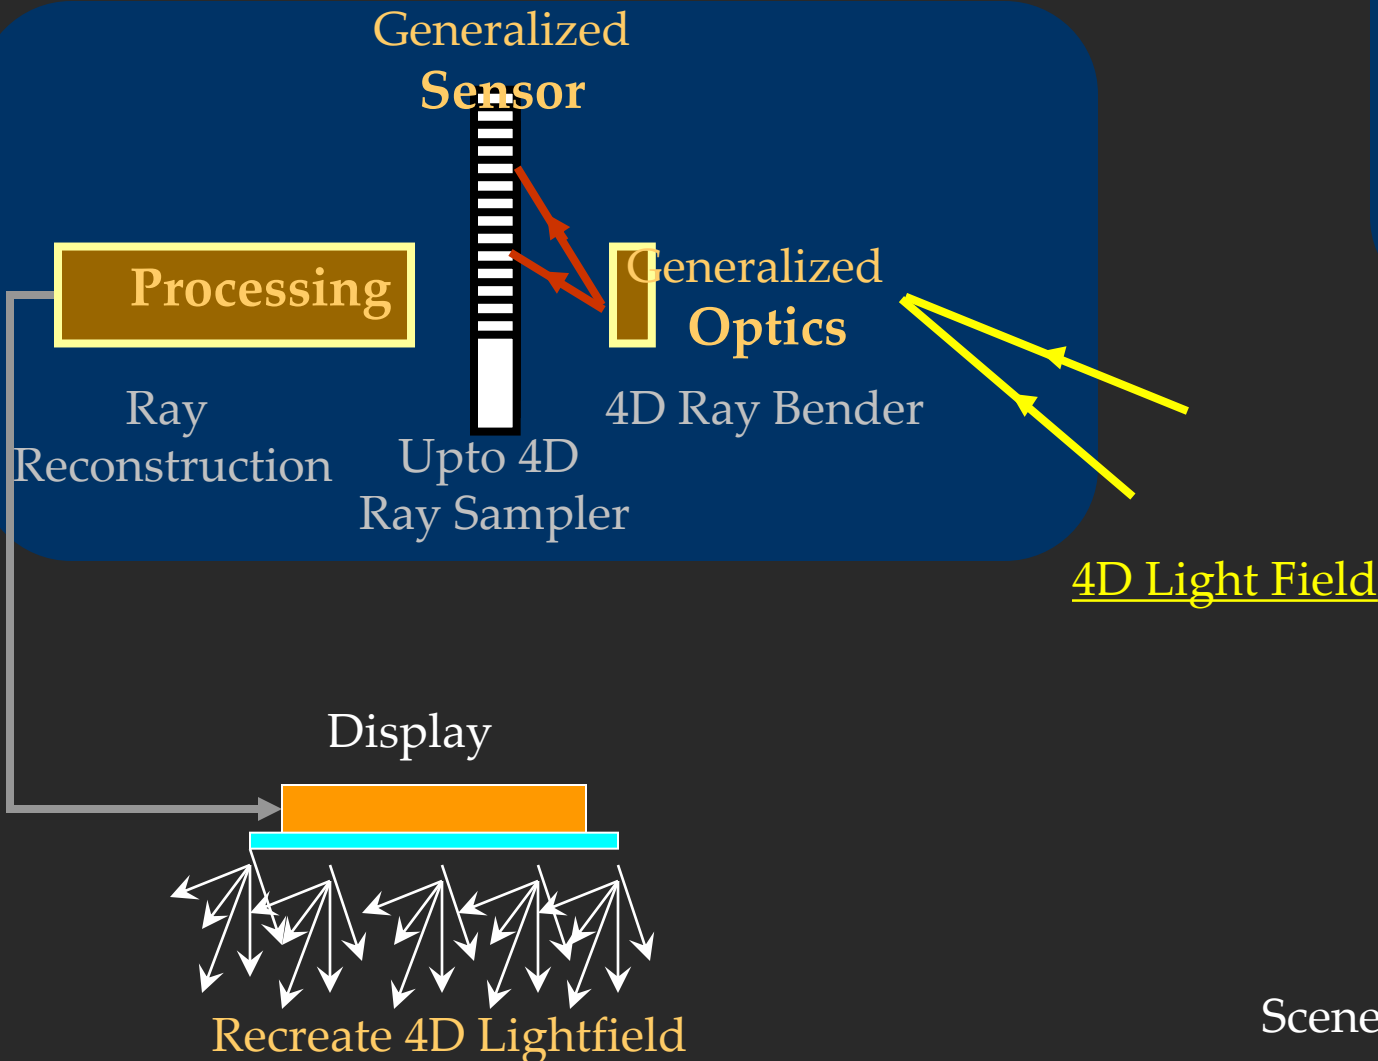 Generalized
Sensor
Processing
Generalized
Optics
Ray
Reconstruction
Upto 4D
Ray Sampler
4D Ray Bender
4D Light Field
Display
Recreate 4D Lightfield
Scene